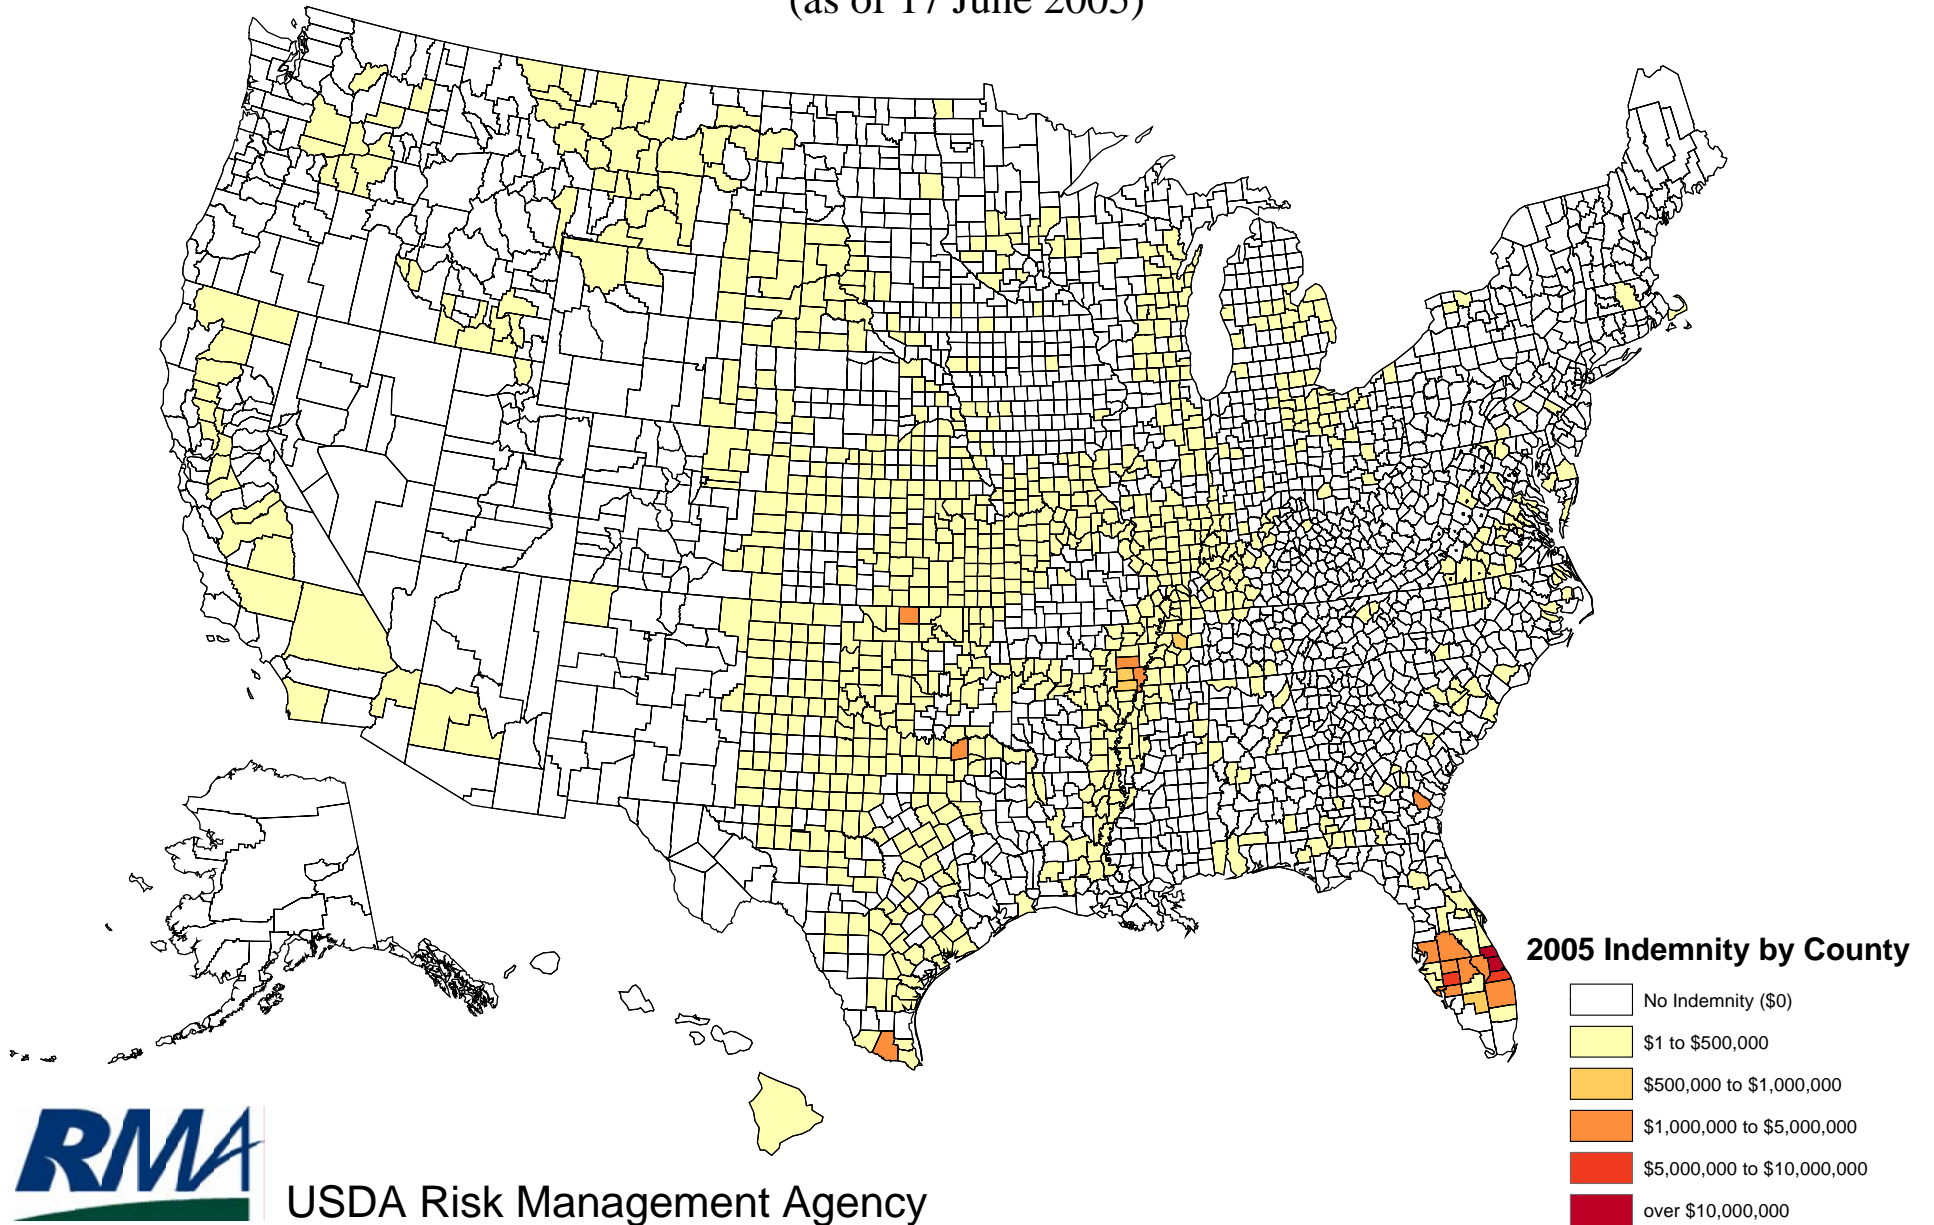 (as of 17 June 2005)
2005 Indemnity by County
No Indemnity ($0)
$1 to $500,000
$500,000 to $1,000,000
$1,000,000 to $5,000,000
$5,000,000 to $10,000,000
over $10,000,000
RMA
USDA Risk Management Agency